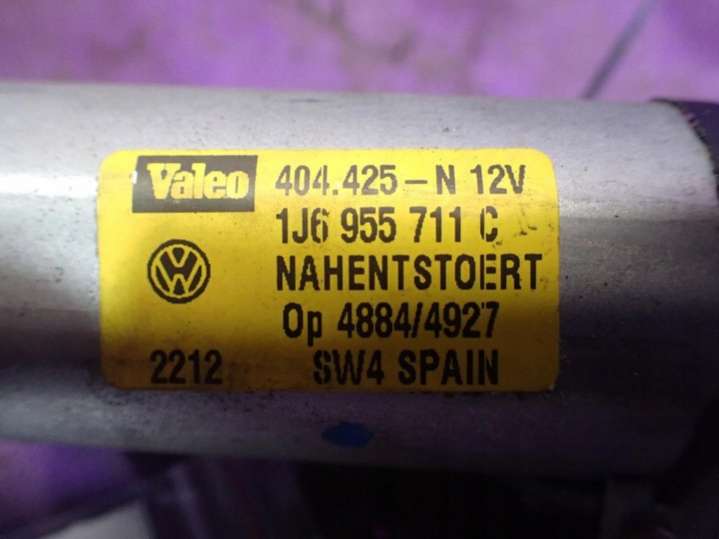 Valeo 404.425-N 12V
1J6 955 711 C
NAHENTSTOERT
Op 4884/4927
2212 SW4 SPAIN